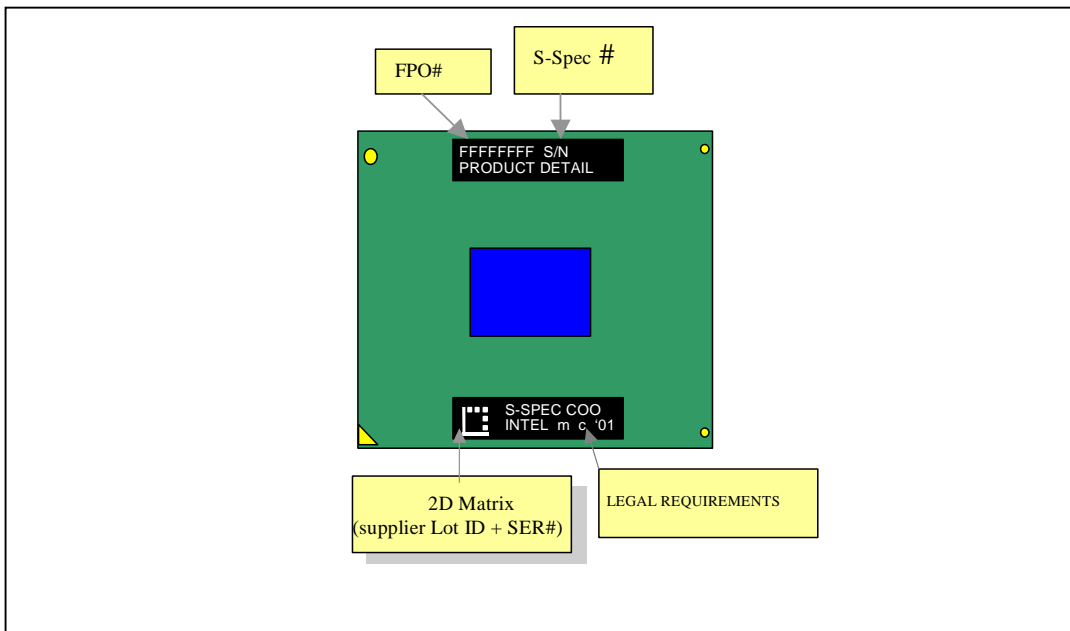 FPO#
S-Spec #
FFFFFFFF S/N
PRODUCT DETAIL
S-SPEC COO
INTEL m c ‘01
2D Matrix
(supplier Lot ID + SER#)
LEGAL REQUIREMENTS